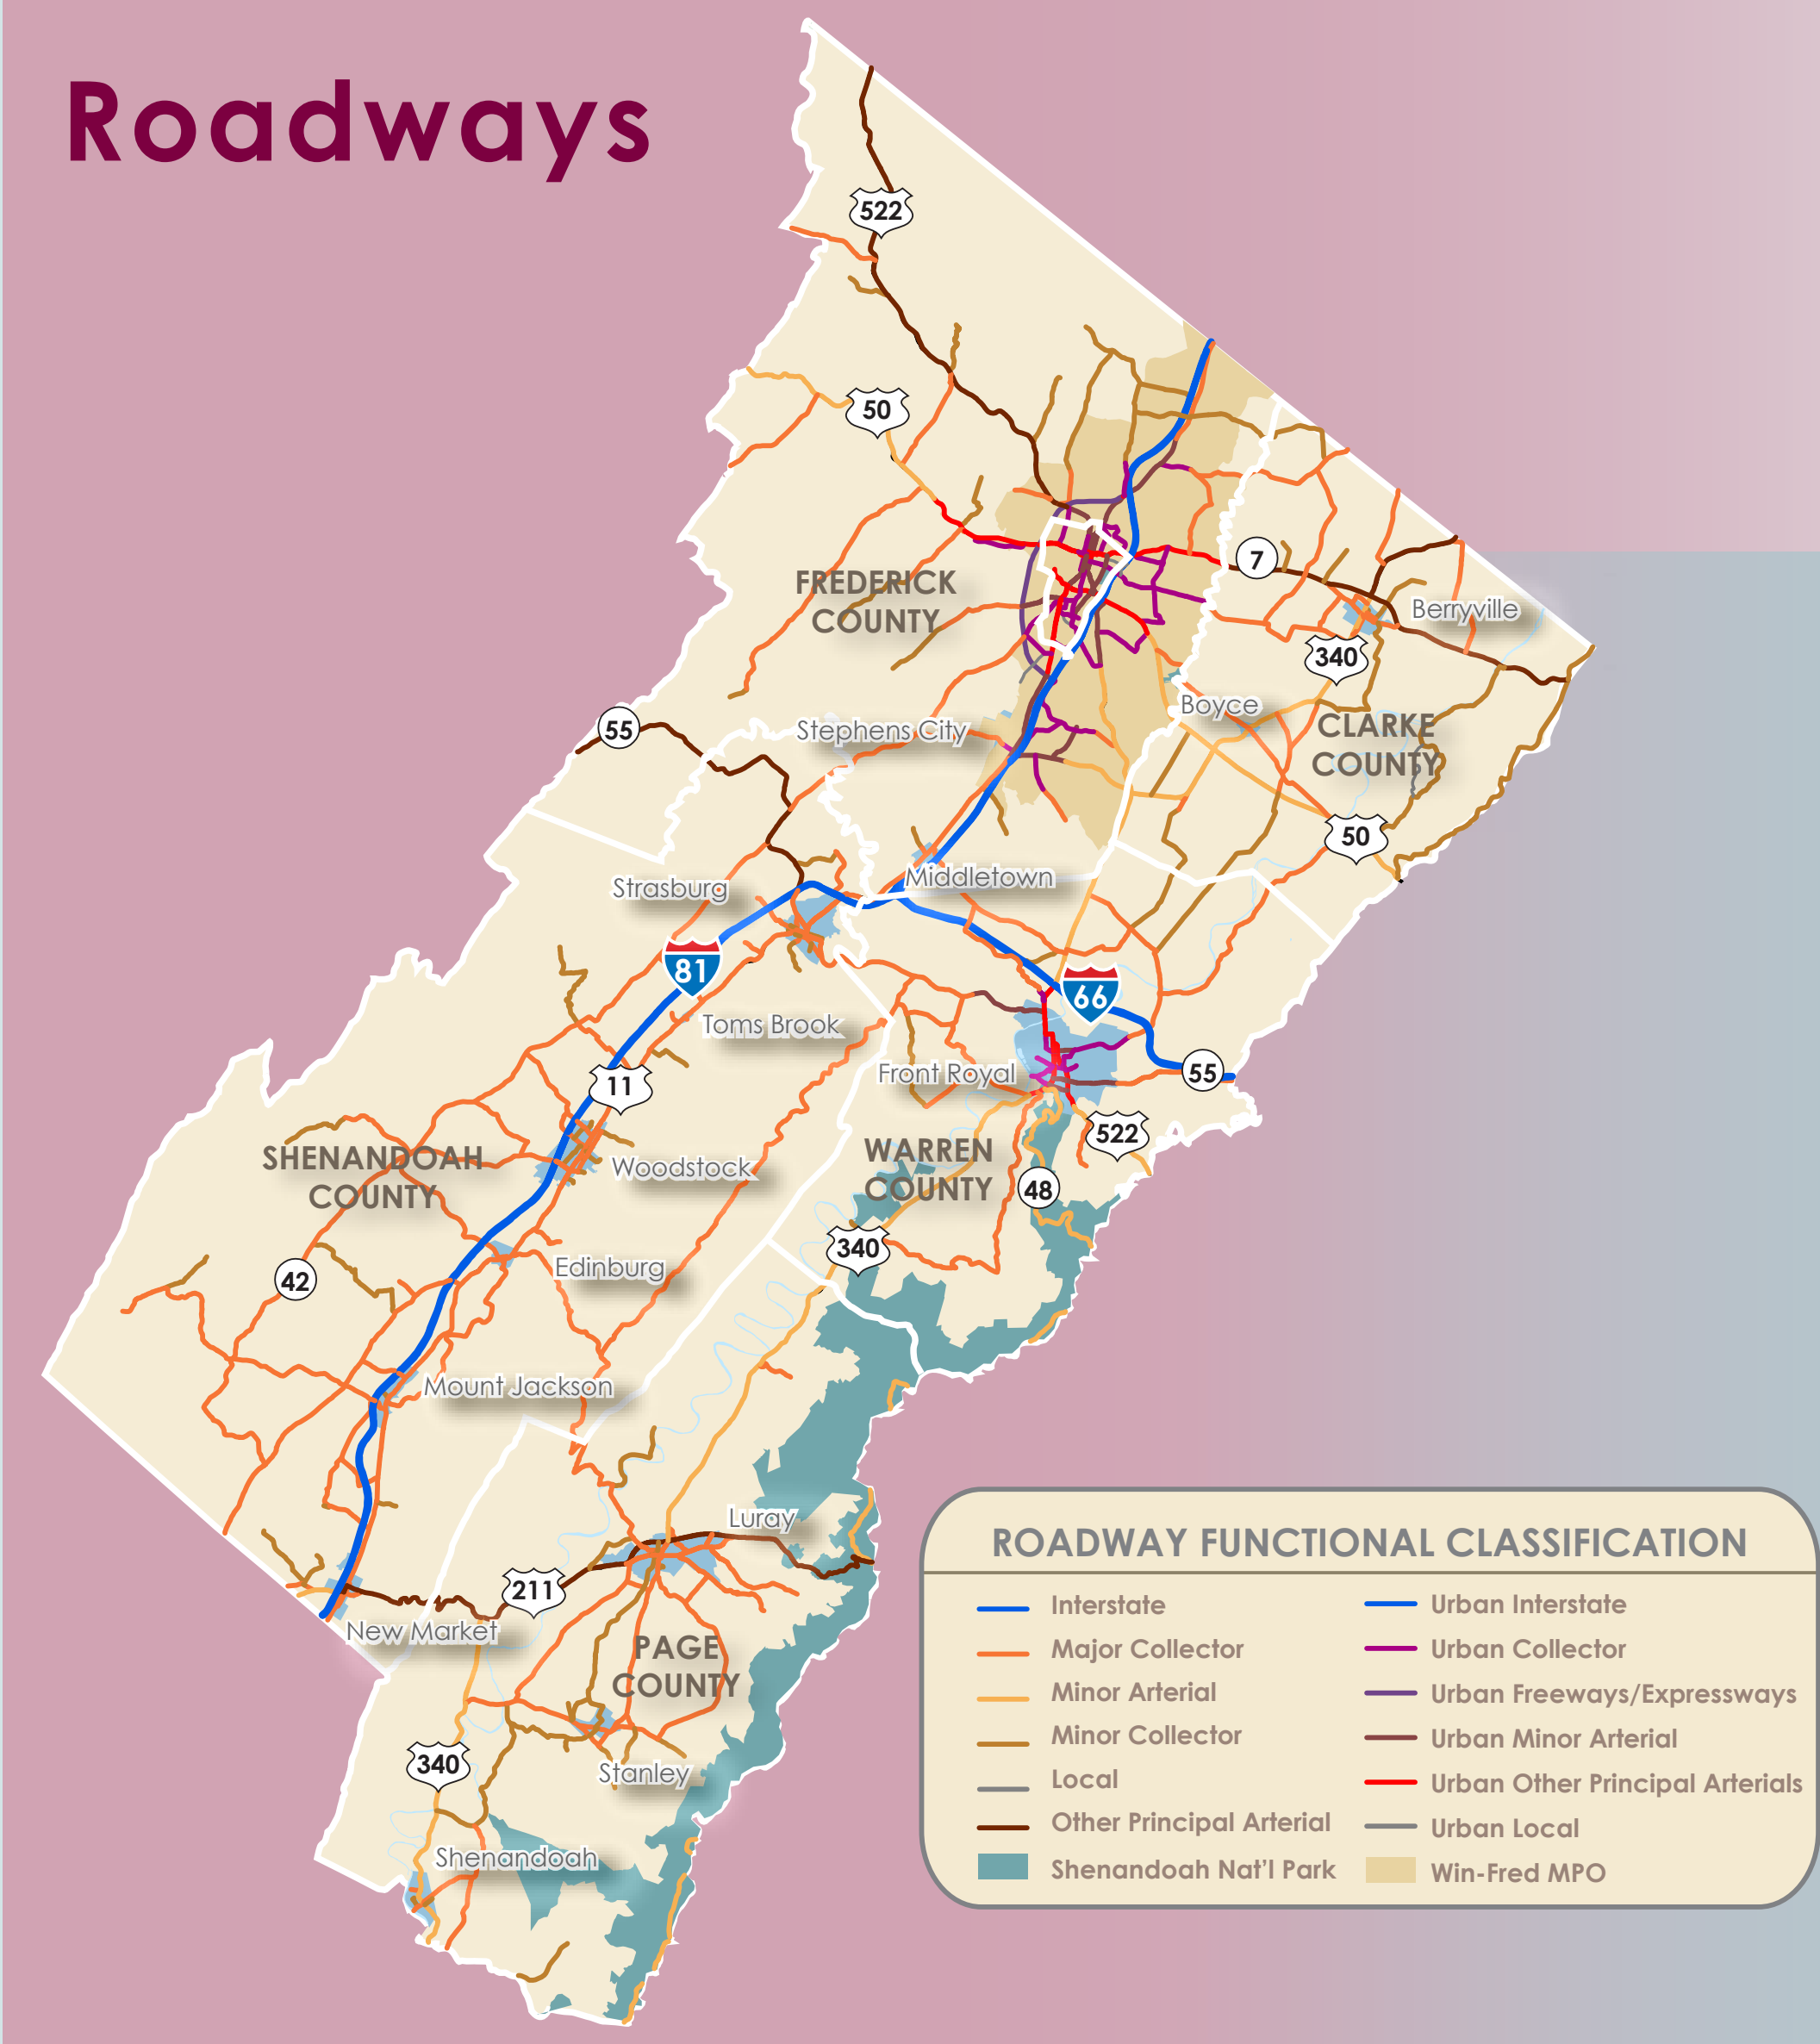 Roadways
522
50
FREDERICK
COUNTY
7
Berryville
340
Boyce
CLARKE
COUNTY
55
Stephens City
50
Strasburg
Middletown
81
66
Toms Brook
11
Front Royal
55
522
SHENANDOAH
COUNTY
Woodstock
WARREN
COUNTY
48
340
42
Edinburg
Mount Jackson
Luray
211
New Market
PAGE
COUNTY
340
Stanley
Shenandoah
ROADWAY FUNCTIONAL CLASSIFICATION
Interstate
Major Collector
Minor Arterial
Minor Collector
Local
Other Principal Arterial
Shenandoah Nat'l Park
Urban Interstate
Urban Collector
Urban Freeways/Expressways
Urban Minor Arterial
Urban Other Principal Arterials
Urban Local
Win-Fred MPO